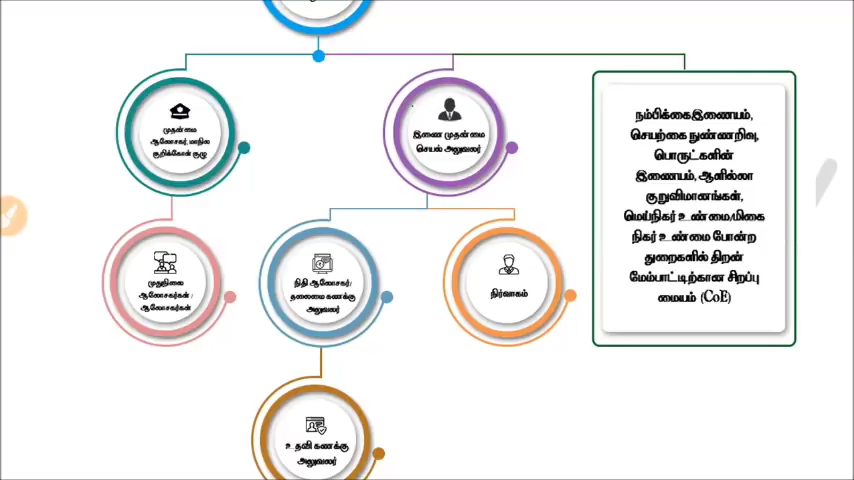 முதன்மை
ஆலோசகர், மாநில
குறிக்கோள் குழு
இணை முதன்மை
செயல் அலுவலர்
நம்பிக்கைஇணையம்,
செயற்கை நுண்ணறிவு,
பொருட்களின்
இணையம், ஆளில்லா
குறுவிமானங்கள்,
மெய்நிகர் உண்மை/மிகை
நிகர் உண்மை போன்ற
துறைகளில் திறன்
மேம்பாட்டிற்கான சிறப்பு
மையம் (CoE)
முதுநிலை
ஆலோசகர்கள் /
ஆலோசகர்கள்
நிதி ஆலோசகர்/
தலைமை கணக்கு
அலுவலர்
நிர்வாகம்
உதவி கணக்கு
அலுவலர்